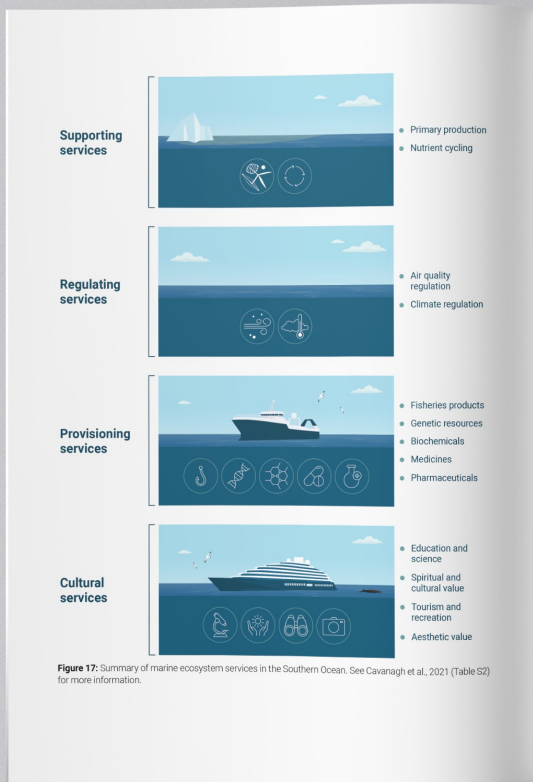 Supporting
services
Primary production
Nutrient cycling
Regulating
services
Air quality
regulation
Climate regulation
Provisioning
services
Fisheries products
Genetic resources
Biochemicals
Medicines
Pharmaceuticals
Cultural
services
Education and
science
Spiritual and
cultural value
Tourism and
recreation
Aesthetic value
Figure 17: Summary of marine ecosystem services in the Southern Ocean. See Cavanagh et al., 2021 (Table S2)
for more information.